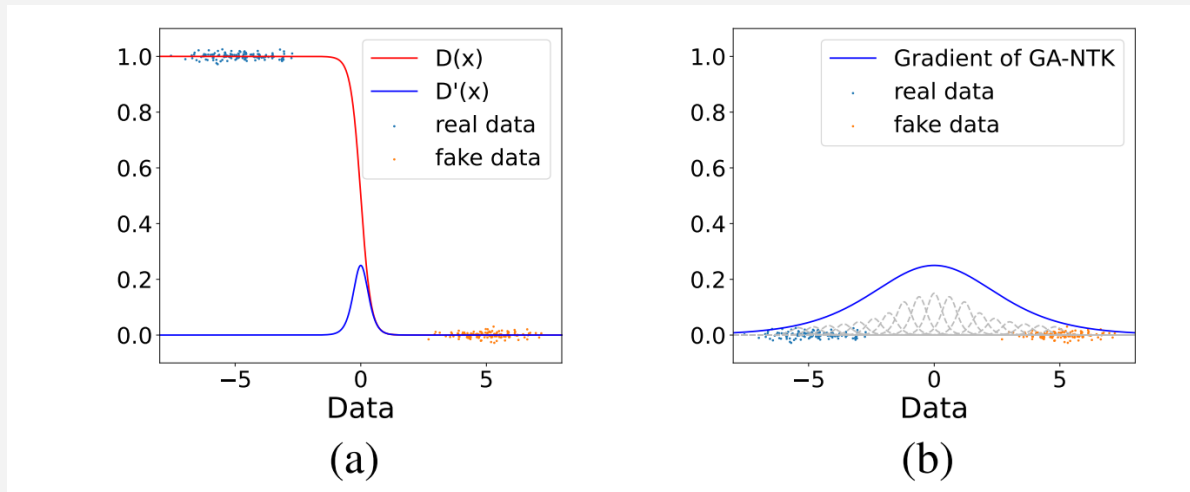 1.0
0.8
0.6
0.4
0.2
0.0
−5
0
5
Data
D(x)
D'(x)
real data
fake data
(a)
1.0
0.8
0.6
0.4
0.2
0.0
−5
0
5
Data
Gradient of GA-NTK
real data
fake data
(b)